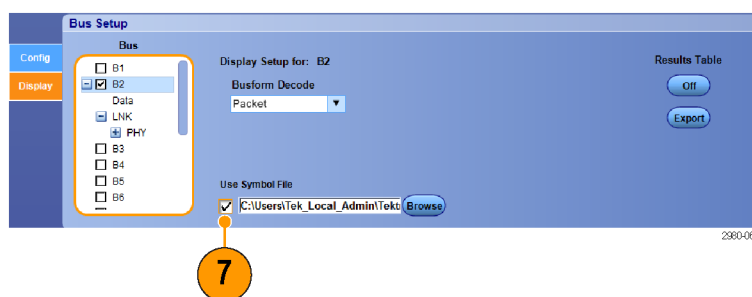 Bus Setup
Config
Display
Bus
B1
B2
Data
LNK
PHY
B3
B4
B5
B6
Display Setup for: B2
Busform Decode
Packet
Use Symbol File
C:\Users\Tek_Local_Admin\Tekt
Browse
Results Table
Off
Export
2980-06
7